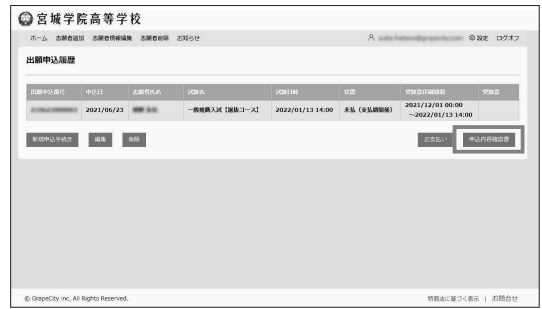 宮城学院高等学校
ホーム 志願者追加 志願者情報編集 志願者削除 お知らせ 設定 ログオフ
出願申込履歴
出願申込番号 申込日 志願者氏名 試験名 試験日時 状態 受験票印刷期間 受験票
2021/06/23 一般推薦入試【選抜コース】 2022/01/13 14:00 未払（支払期間前） 2021/12/01 00:00
～2022/01/13 14:00
新規申込手続き 編集 削除 お支払い 申込内容確認書
© GrapeCity inc. All Rights Reserved. 特商法に基づく表示 | お問合せ